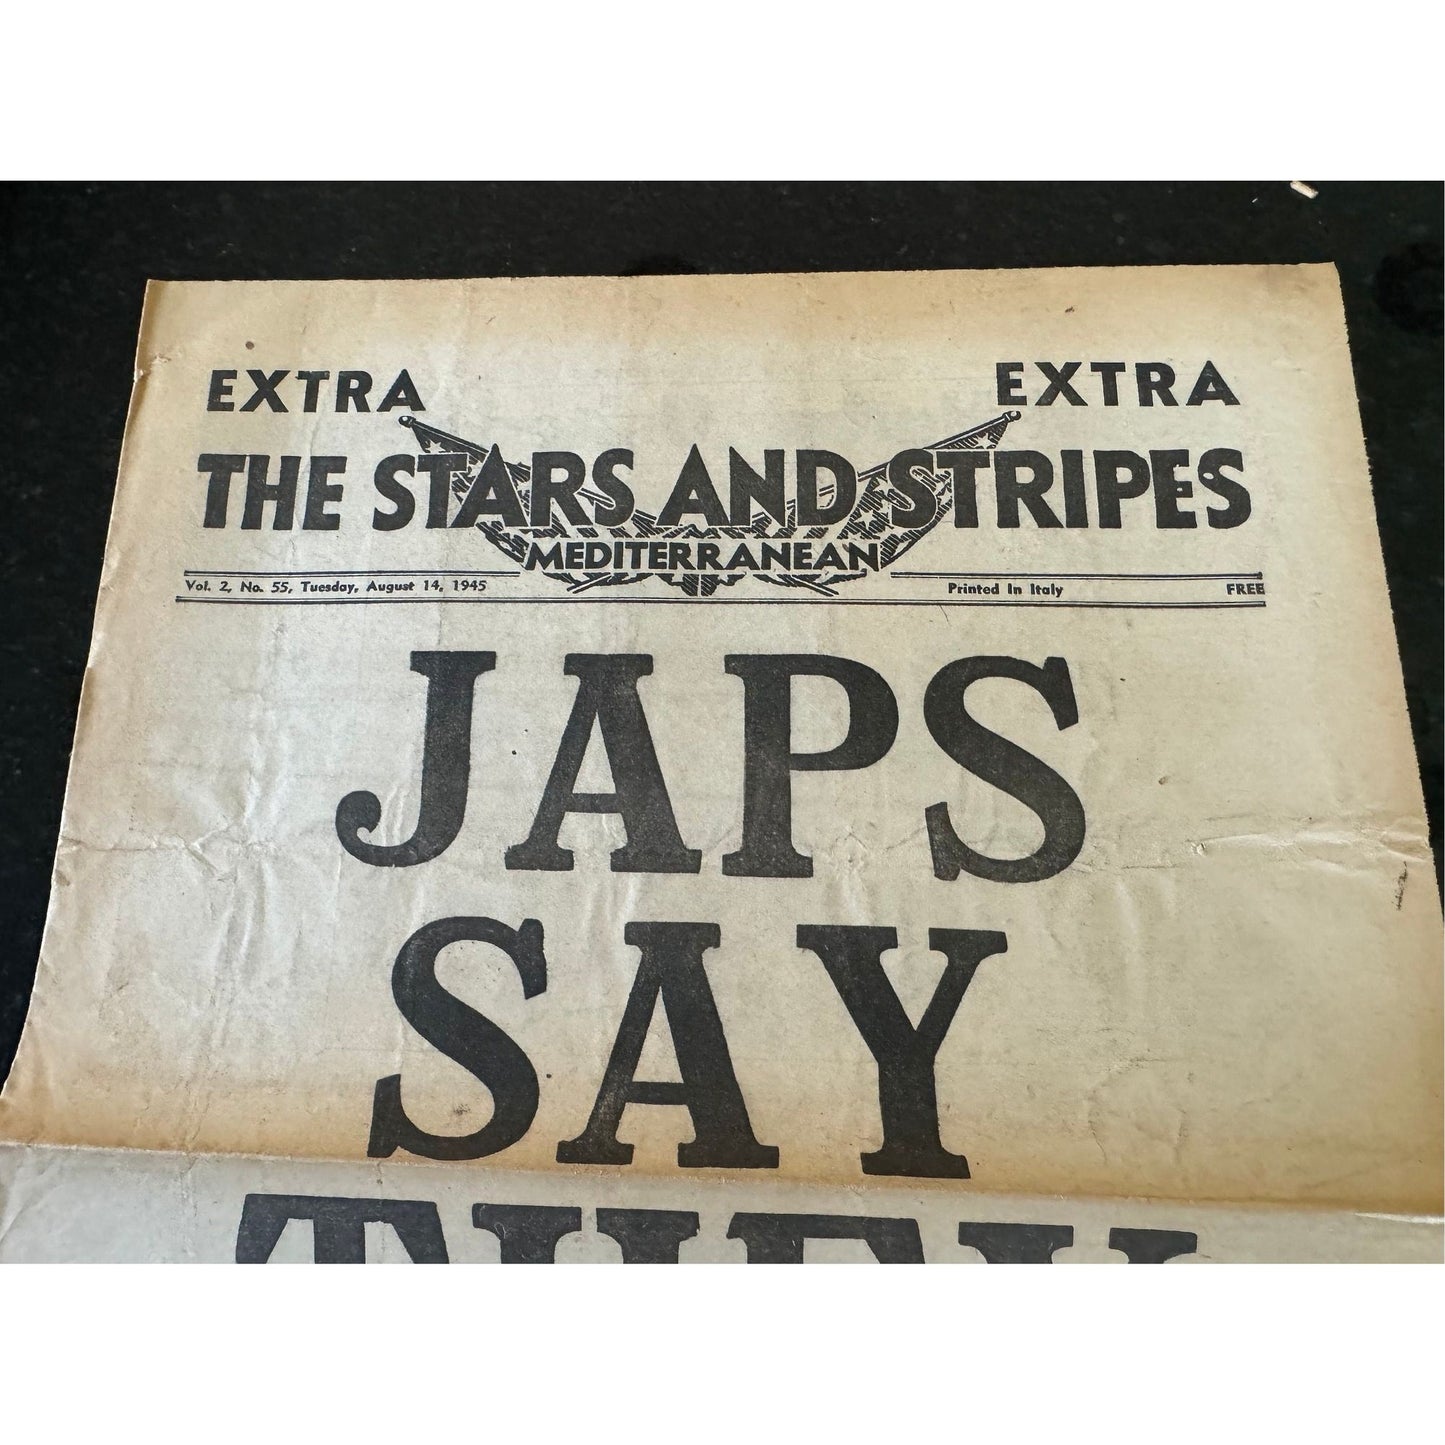 EXTRA EXTRA
THE STARS AND STRIPES
MEDITERRANEAN
Vol. 2, No. 55, Tuesday, August 14, 1945 Printed In Italy FREE
JAPS
SAY
THEY